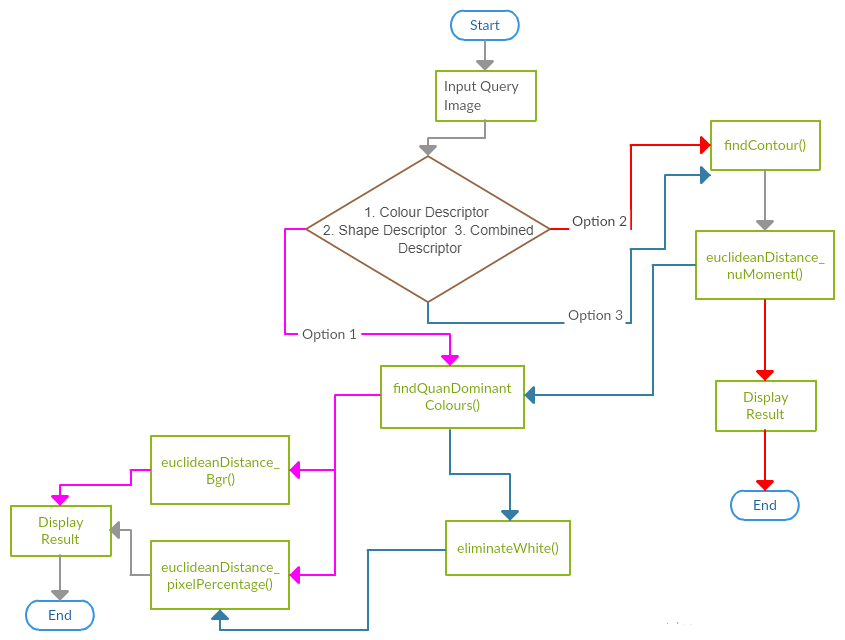 Start
Input Query
Image
1. Colour Descriptor
2. Shape Descriptor 3. Combined
Descriptor
Option 2
Option 3
Option 1
findContour()
euclideanDistance_
nuMoment()
Display
Result
End
findQuanDominant
Colours()
euclideanDistance_
Bgr()
Display
Result
euclideanDistance_
pixelPercentage()
eliminateWhite()
End